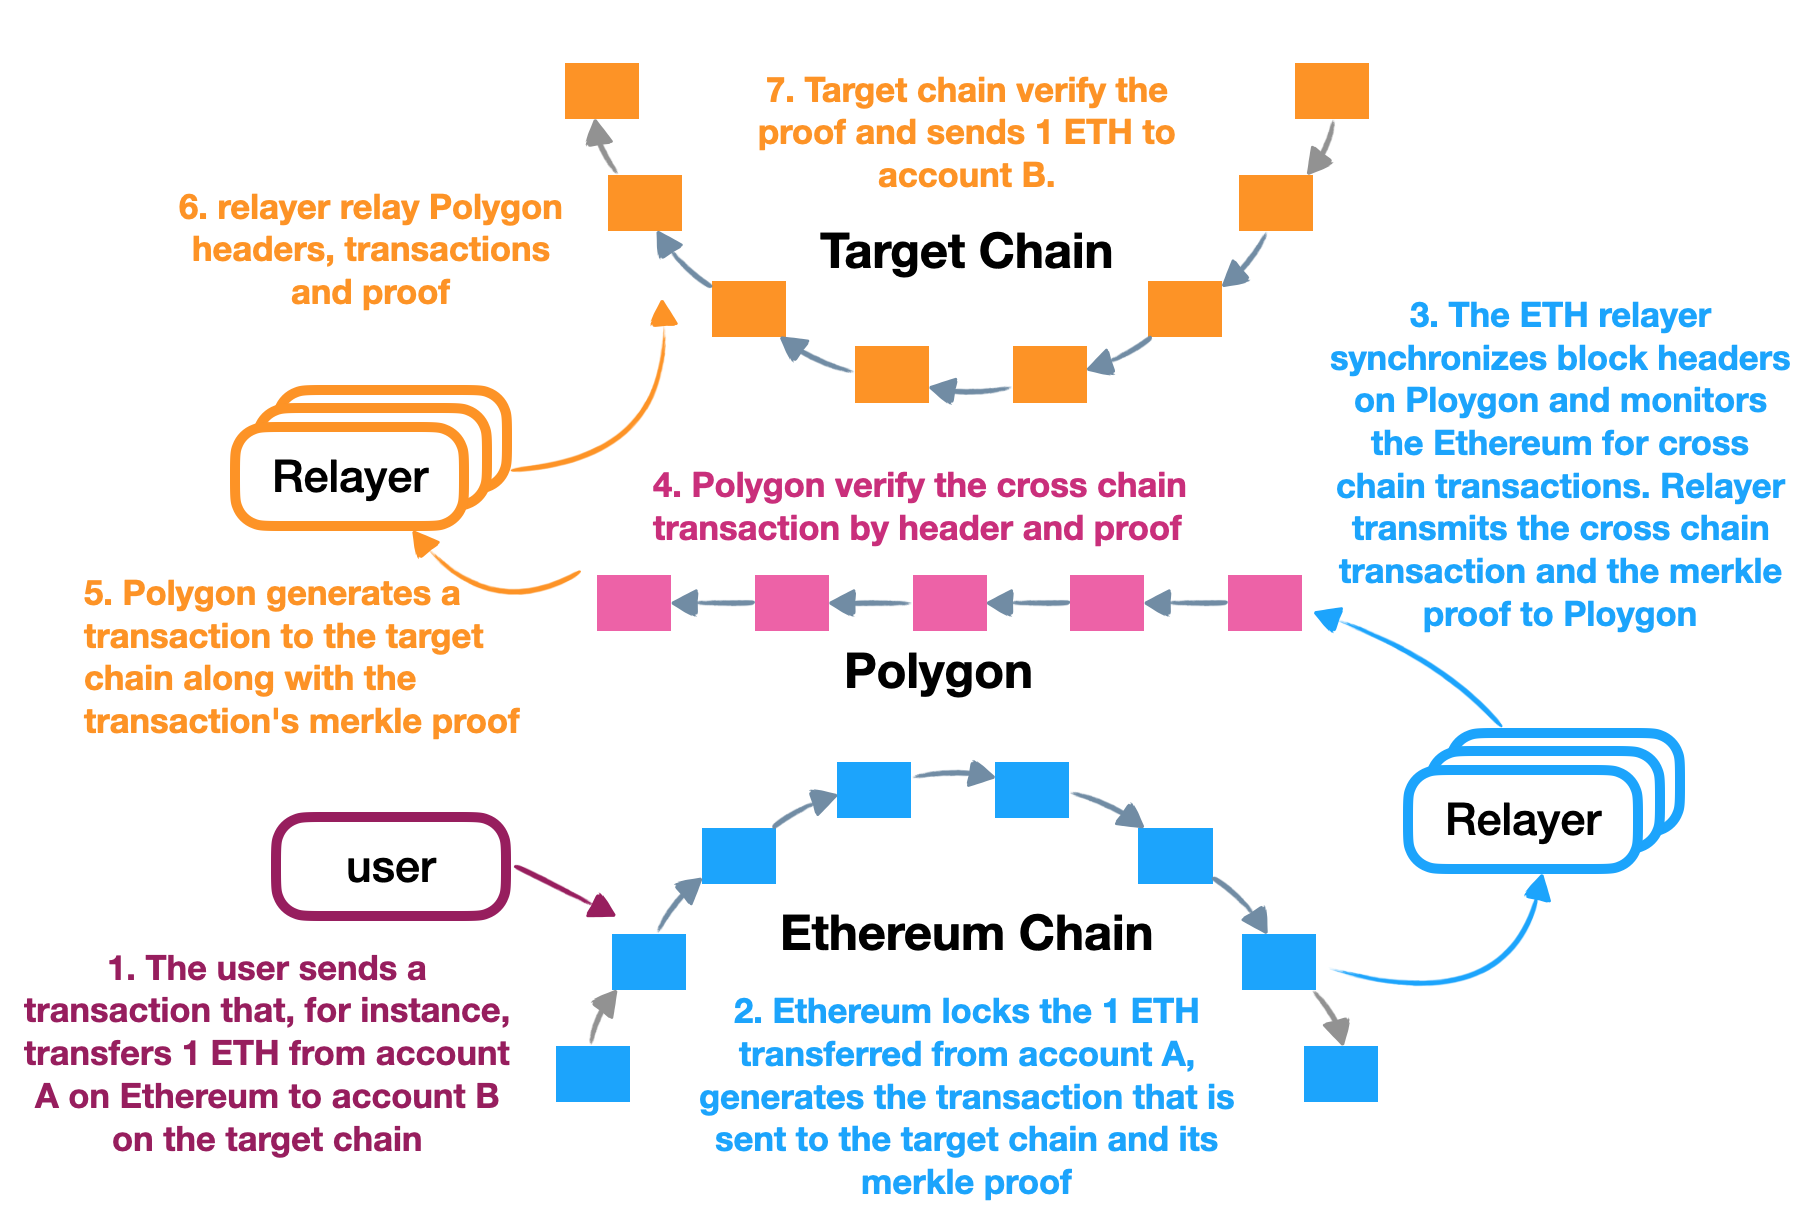 7. Target chain verify the
proof and sends 1 ETH to
account B.
Target Chain
6. relayer relay Polygon
headers, transactions
and proof
3. The ETH relayer
synchronizes block headers
on Ploygon and monitors
the Ethereum for cross
chain transactions. Relayer
transmits the cross chain
transaction and the merkle
proof to Ploygon
Relayer
4. Polygon verify the cross chain
transaction by header and proof
5. Polygon generates a
transaction to the target
chain along with the
transaction's merkle proof
Polygon
Relayer
user
Ethereum Chain
1. The user sends a
transaction that, for instance,
transfers 1 ETH from account
A on Ethereum to account B
on the target chain
2. Ethereum locks the 1 ETH
transferred from account A,
generates the transaction that is
sent to the target chain and its
merkle proof